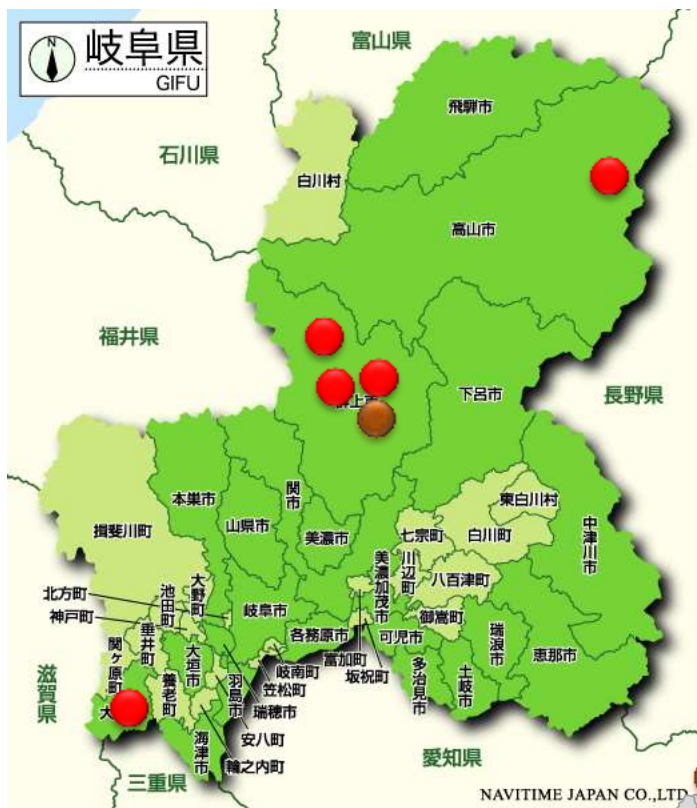 岐阜県
GIFU
富山県
飛騨市
石川県
白川村
高山市
福井県
下呂市
長野県
本巣市
関市
山県市
美濃市
東白川村
白川町
中津川市
揖斐川町
七宗町
川辺町
美濃加茂市
八百津町
北方町
大野町
池田町
神戸町
岐阜市
御嵩町
瑞浪市
恵那市
垂井町
関ヶ原町
大垣市
各務原市
可児市
富加町
坂祝町
多治見市
土岐市
岐南町
笠松町
羽島市
瑞穂市
養老町
滋賀県
安八町
輪之内町
海津市
愛知県
三重県
NAVITIME JAPAN CO.,LTD